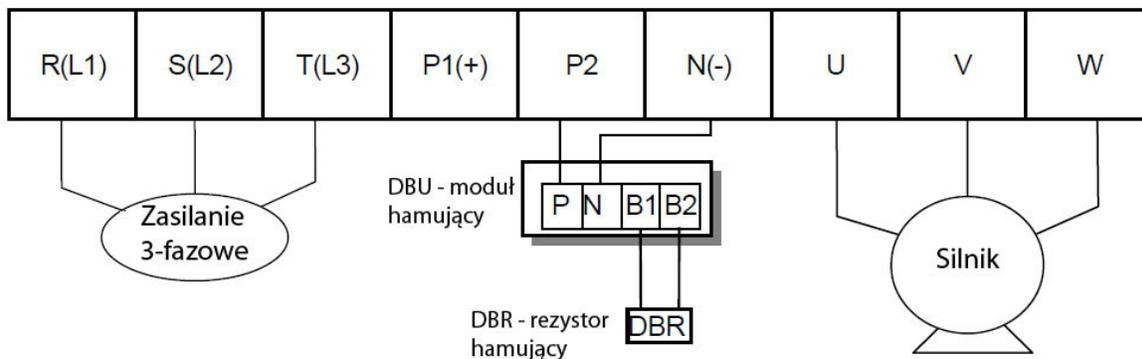 R(L1) S(L2) T(L3) P1(+) P2 N(-) U V W
DBU - moduł
hamujący
P N B1 B2
Zasilanie
3-fazowe
Silnik
DBR - rezystor
hamujący
DBR